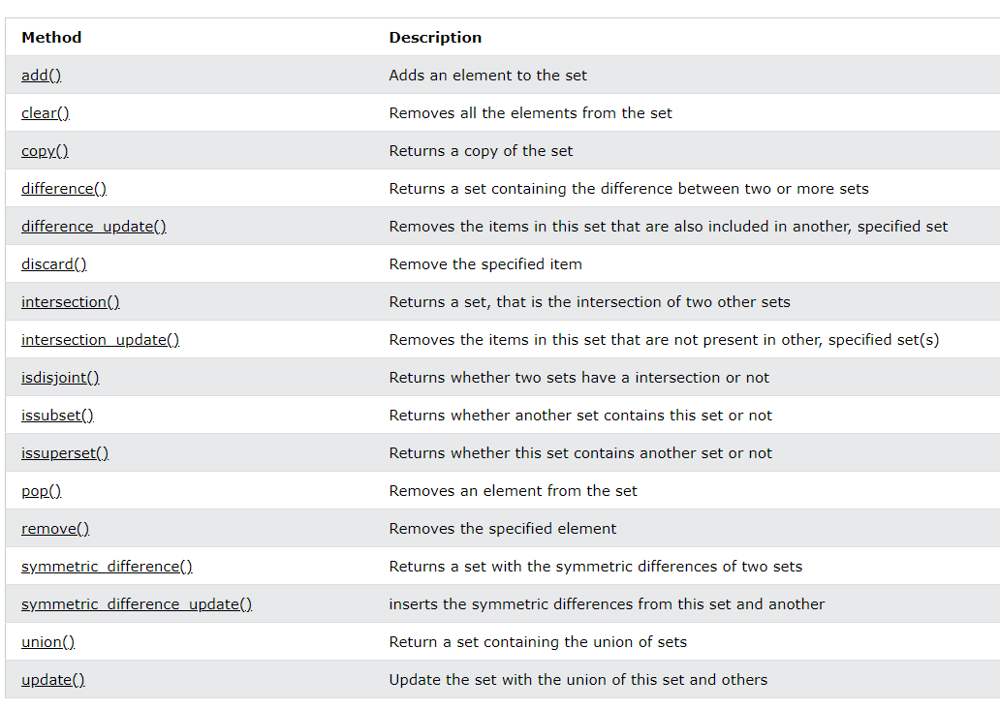 Method Description
add() Adds an element to the set
clear() Removes all the elements from the set
copy() Returns a copy of the set
difference() Returns a set containing the difference between two or more sets
difference_update() Removes the items in this set that are also included in another, specified set
discard() Remove the specified item
intersection() Returns a set, that is the intersection of two other sets
intersection_update() Removes the items in this set that are not present in other, specified set(s)
isdisjoint() Returns whether two sets have a intersection or not
issubset() Returns whether another set contains this set or not
issuperset() Returns whether this set contains another set or not
pop() Removes an element from the set
remove() Removes the specified element
symmetric_difference() Returns a set with the symmetric differences of two sets
symmetric_difference_update() inserts the symmetric differences from this set and another
union() Return a set containing the union of sets
update() Update the set with the union of this set and others